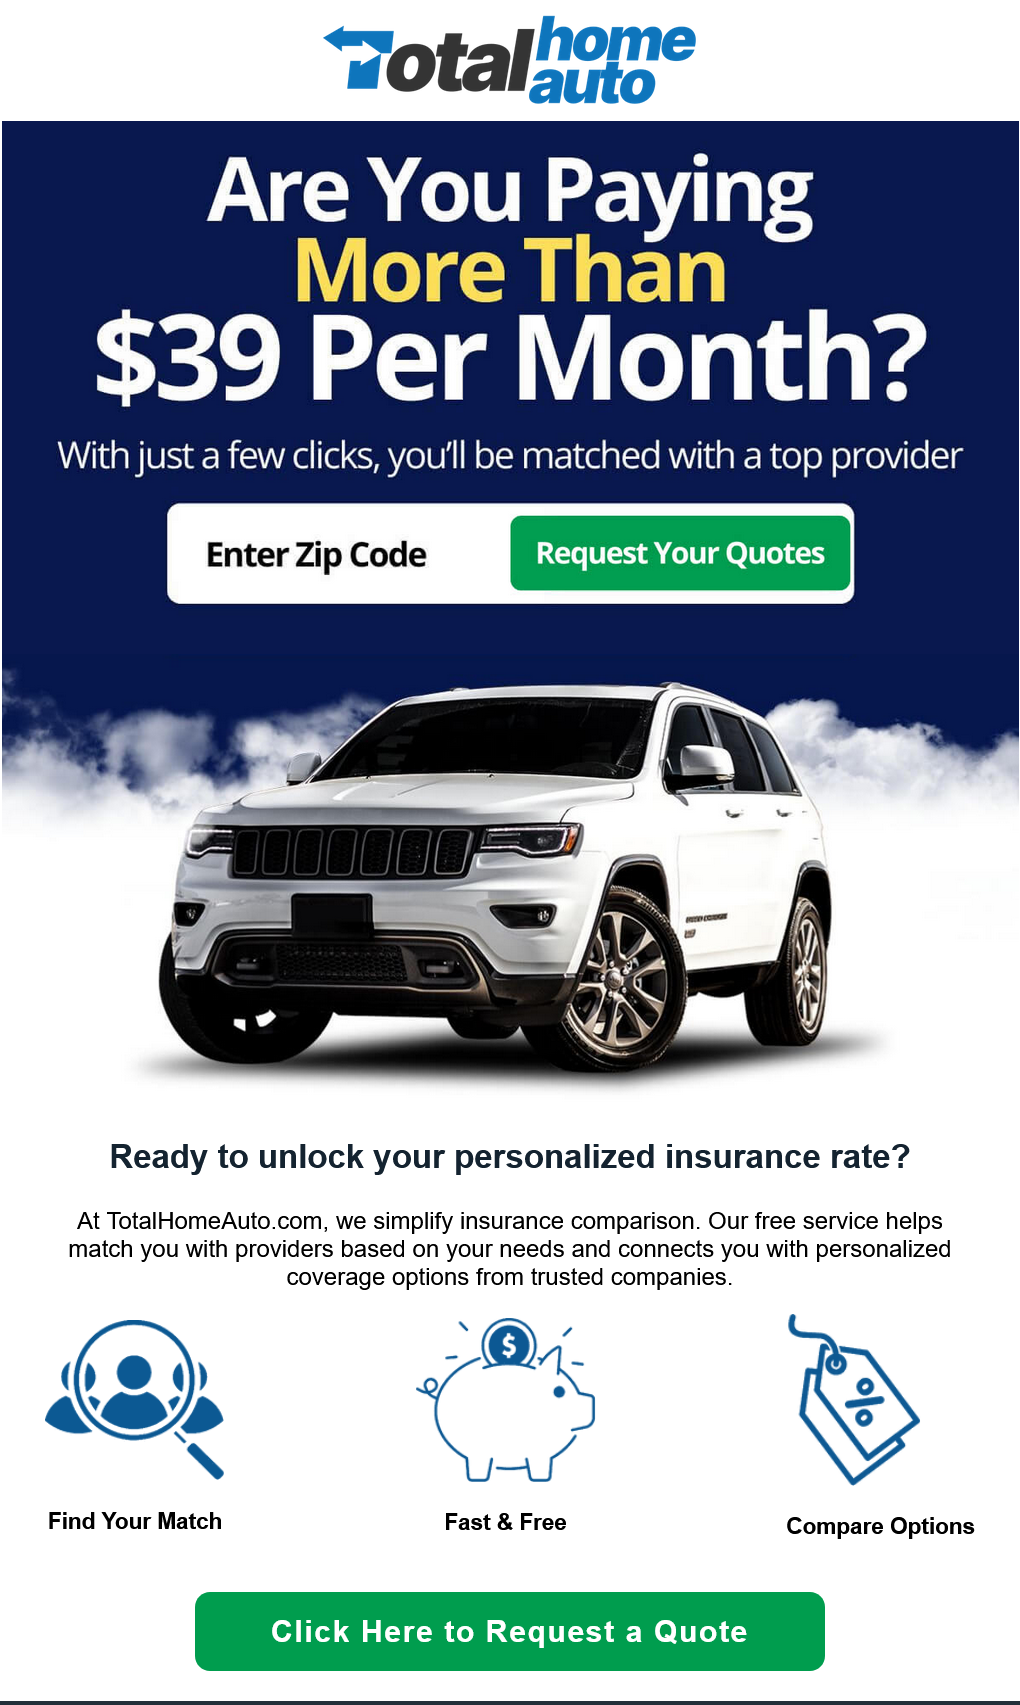 Total home
auto
Are You Paying
More Than
$39 Per Month?
With just a few clicks, you'll be matched with a top provider
Enter Zip Code
Request Your Quotes
Ready to unlock your personalized insurance rate?
At TotalHomeAuto.com, we simplify insurance comparison. Our free service helps
match you with providers based on your needs and connects you with personalized
coverage options from trusted companies.
$
%
Find Your Match
Fast & Free
Compare Options
Click Here to Request a Quote